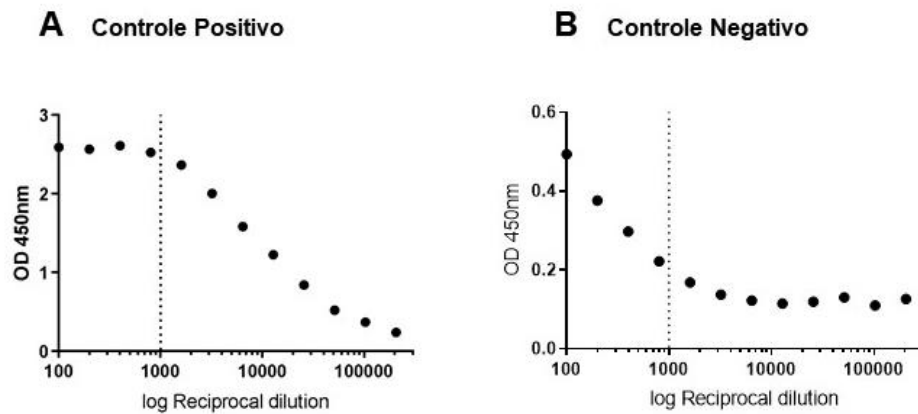 A Controle Positivo
OD 450nm
3
2
1
0
100 1000 10000 100000
log Reciprocal dilution
B Controle Negativo
OD 450nm
0.6
0.4
0.2
0.0
100 1000 10000 100000
log Reciprocal dilution